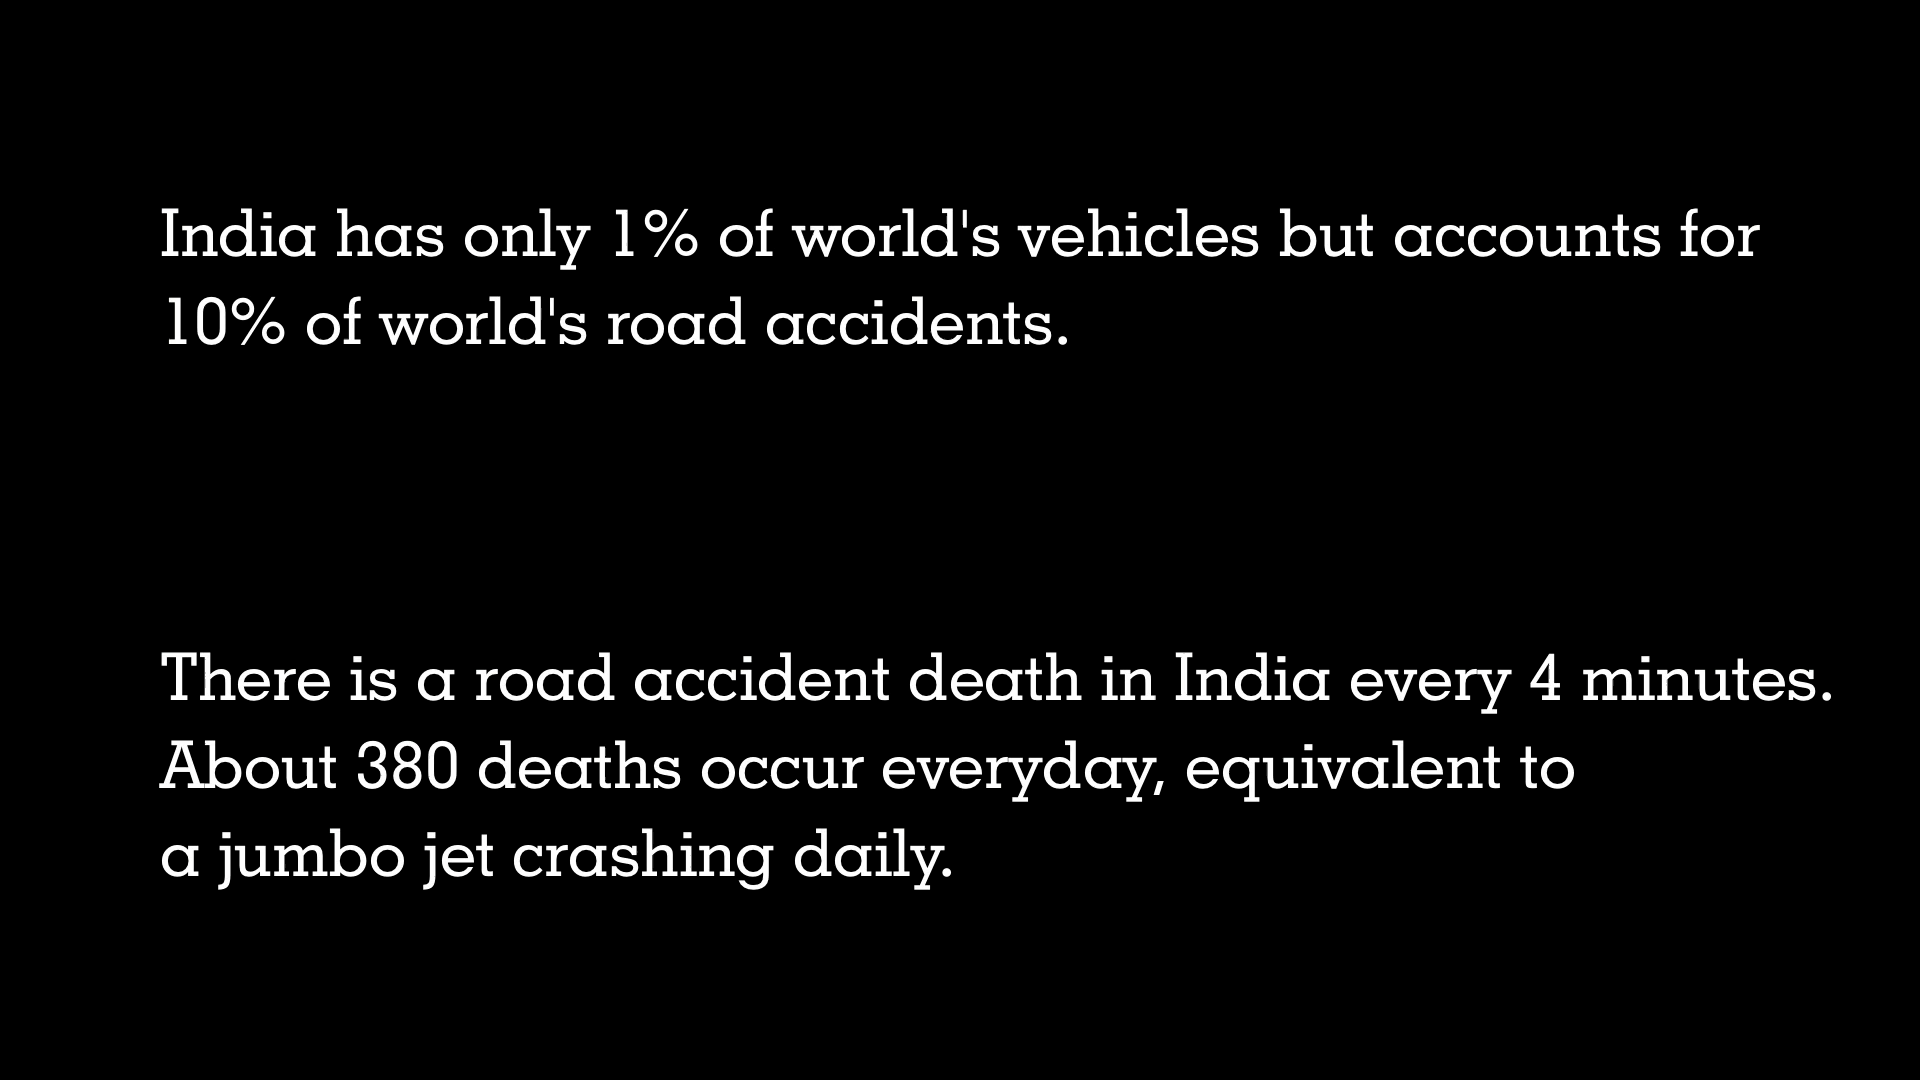 India has only 1% of world's vehicles but accounts for
10% of world's road accidents.
There is a road accident death in India every 4 minutes.
About 380 deaths occur everyday, equivalent to
a jumbo jet crashing daily.